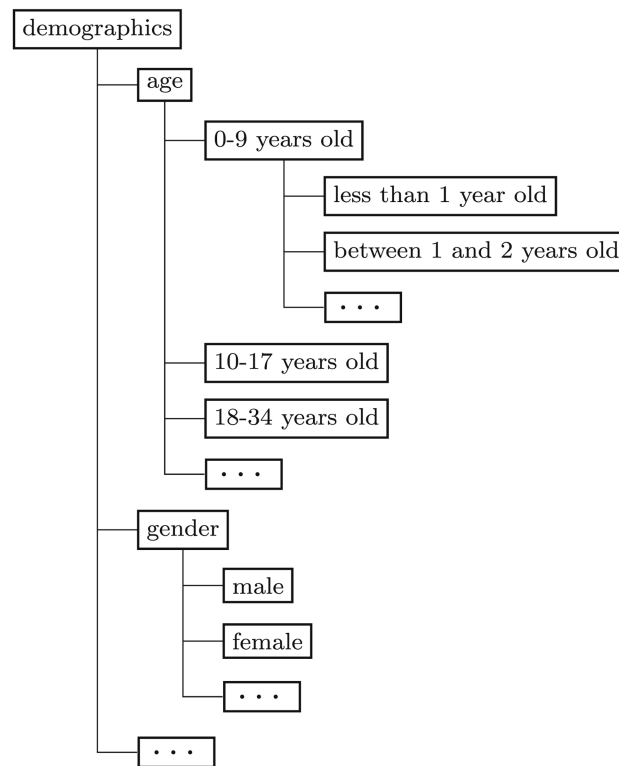 demographics
age
0-9 years old
less than 1 year old
between 1 and 2 years old
...
10-17 years old
18-34 years old
...
gender
male
female
...
...